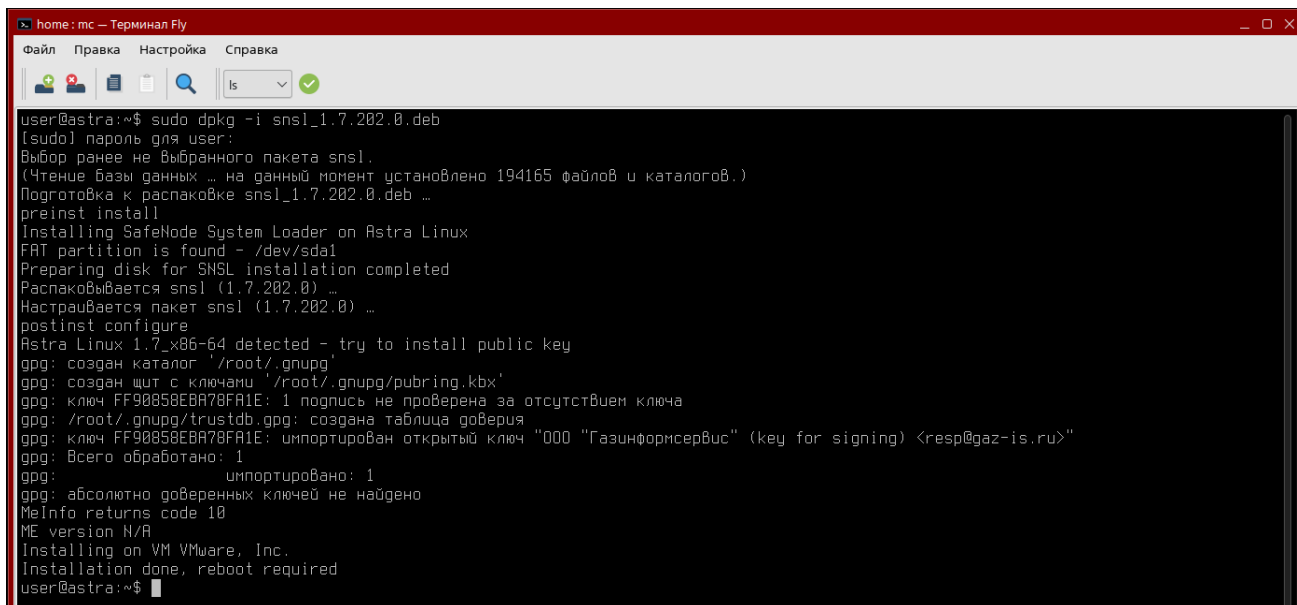 home : mc — Терминал Fly
Файл Правка Настройка Справка
ls
user@astra:~$ sudo dpkg -i snsl_1.7.202.0.deb
[sudo] пароль для user:
Выбор ранее не выбранного пакета snsl.
(Чтение базы данных … на данный момент установлено 194165 файлов и каталогов.)
Подготовка к распаковке snsl_1.7.202.0.deb …
preinst install
Installing SafeNode System Loader on Astra Linux
FAT partition is found - /dev/sda1
Preparing disk for SNSL installation completed
Распаковывается snsl (1.7.202.0) …
Настраивается пакет snsl (1.7.202.0) …
postinst configure
Astra Linux 1.7_x86-64 detected - try to install public key
gpg: создан каталог '/root/.gnupg'
gpg: создан щит с ключами '/root/.gnupg/pubring.kbx'
gpg: ключ FF90858EBA78FA1E: 1 подпись не проверена за отсутствием ключа
gpg: /root/.gnupg/trustdb.gpg: создана таблица доверия
gpg: ключ FF90858EBA78FA1E: импортирован открытый ключ "ООО "Газинформсервис" (key for signing) <resp@gaz-is.ru>"
gpg: Всего обработано: 1
gpg: импортировано: 1
gpg: абсолютно доверенных ключей не найдено
MeInfo returns code 10
ME version N/A
Installing on VM VMware, Inc.
Installation done, reboot required
user@astra:~$